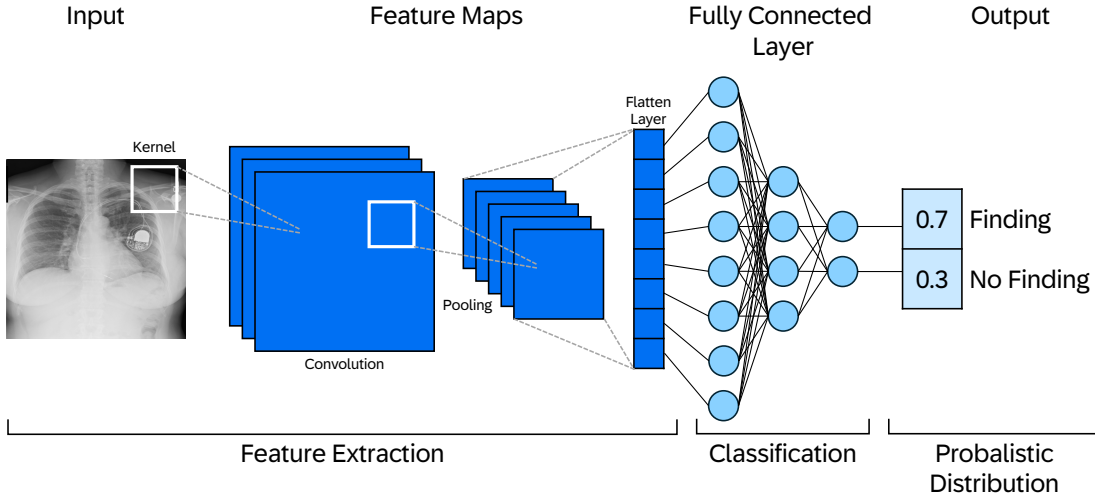 Input
Feature Maps
Fully Connected
Layer
Output
Flatten
Layer
Kernel
0.7
Finding
0.3
No Finding
Pooling
Convolution
Feature Extraction
Classification
Probalistic
Distribution